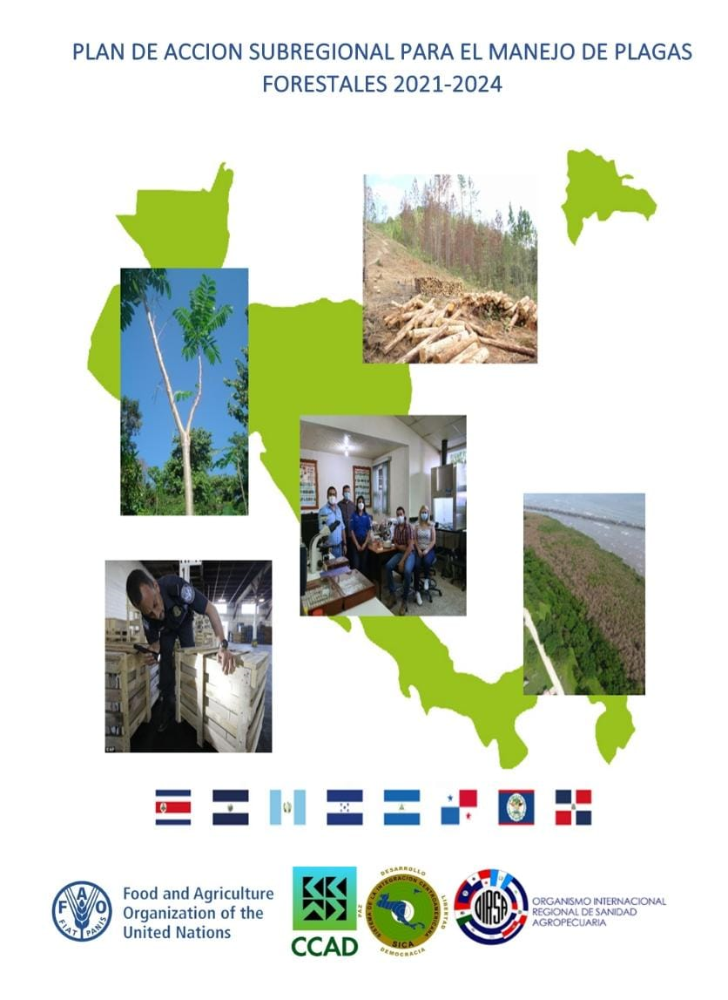 PLAN DE ACCION SUBREGIONAL PARA EL MANEJO DE PLAGAS
FORESTALES 2021-2024
FAO
FIAT PANIS
Food and Agriculture
Organization of the
United Nations
CCAD
DESARROLLO
PAZ
LIBERTAD
DEMOCRACIA
SISTEMA DE LA INTEGRACION CENTROAMERICANA
SICA
OIRSA
ORGANISMO INTERNACIONAL
REGIONAL DE SANIDAD
AGROPECUARIA